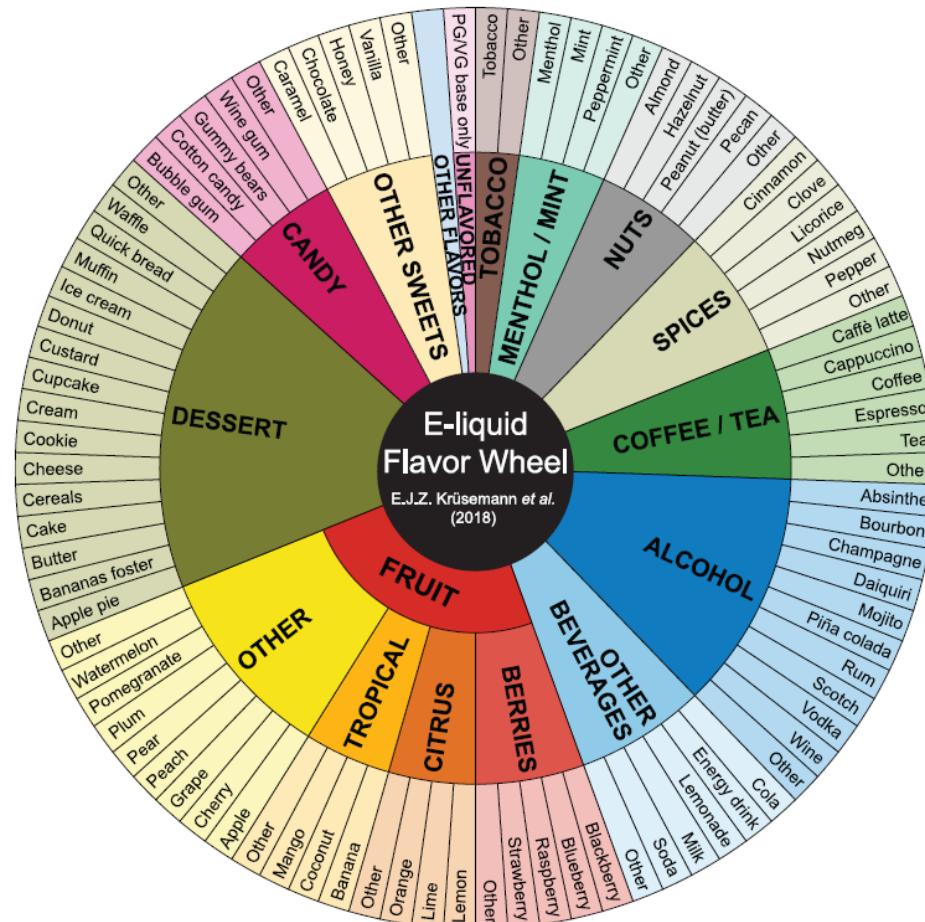 E-liquid
Flavor Wheel
E.J.Z. Krüsemann et al.
(2018)
UNFLAVORED
PG/VG base only
TOBACCO
Tobacco
Other
MENTHOL / MINT
Menthol
Mint
Peppermint
Other
NUTS
Almond
Hazelnut
Peanut (butter)
Pecan
Other
SPICES
Cinnamon
Clove
Licorice
Nutmeg
Pepper
Other
COFFEE / TEA
Caffè latte
Cappuccino
Coffee
Espresso
Tea
Other
ALCOHOL
Absinthe
Bourbon
Champagne
Daiquiri
Mojito
Piña colada
Rum
Scotch
Vodka
Wine
Other
OTHER
BEVERAGES
Cola
Energy drink
Lemonade
Milk
Soda
Other
FRUIT
BERRIES
Blackberry
Blueberry
Raspberry
Strawberry
Other
CITRUS
Lemon
Lime
Orange
Other
TROPICAL
Banana
Coconut
Mango
Other
OTHER
Apple
Cherry
Grape
Peach
Pear
Plum
Pomegranate
Watermelon
Other
DESSERT
Apple pie
Bananas foster
Butter
Cake
Cereals
Cheese
Cookie
Cream
Cupcake
Custard
Donut
Ice cream
Muffin
Quick bread
Waffle
Other
CANDY
Bubble gum
Cotton candy
Gummy bears
Wine gum
Other
OTHER SWEETS
Caramel
Chocolate
Honey
Vanilla
Other
OTHER FLAVORS